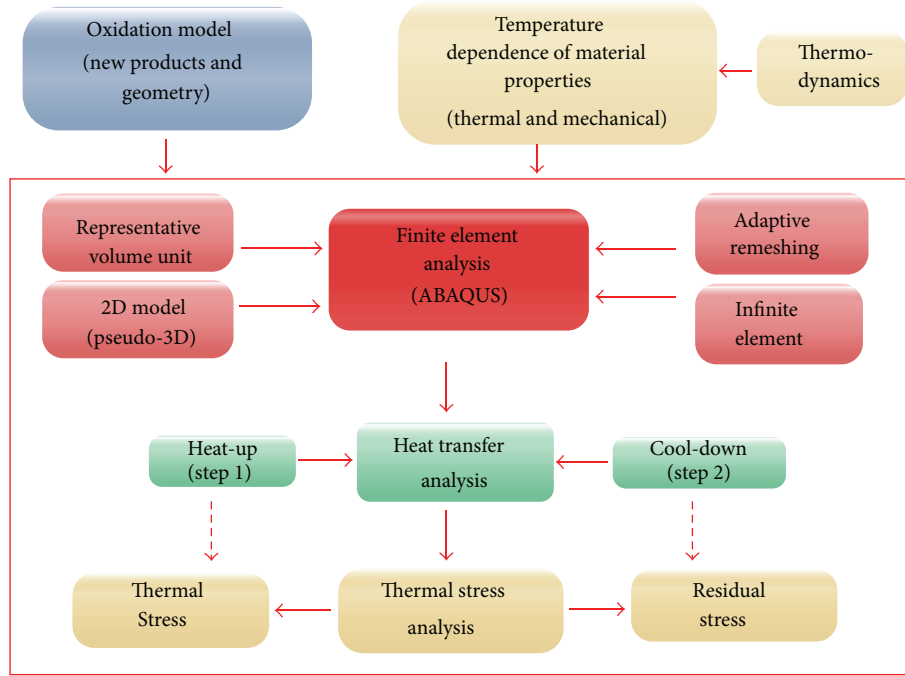 Oxidation model
(new products and
geometry)
Temperature
dependence of material
properties
(thermal and mechanical)
Thermo-
dynamics
Representative
volume unit
2D model
(pseudo-3D)
Finite element
analysis
(ABAQUS)
Adaptive
remeshing
Infinite
element
Heat-up
(step 1)
Heat transfer
analysis
Cool-down
(step 2)
Thermal
Stress
Thermal stress
analysis
Residual
stress